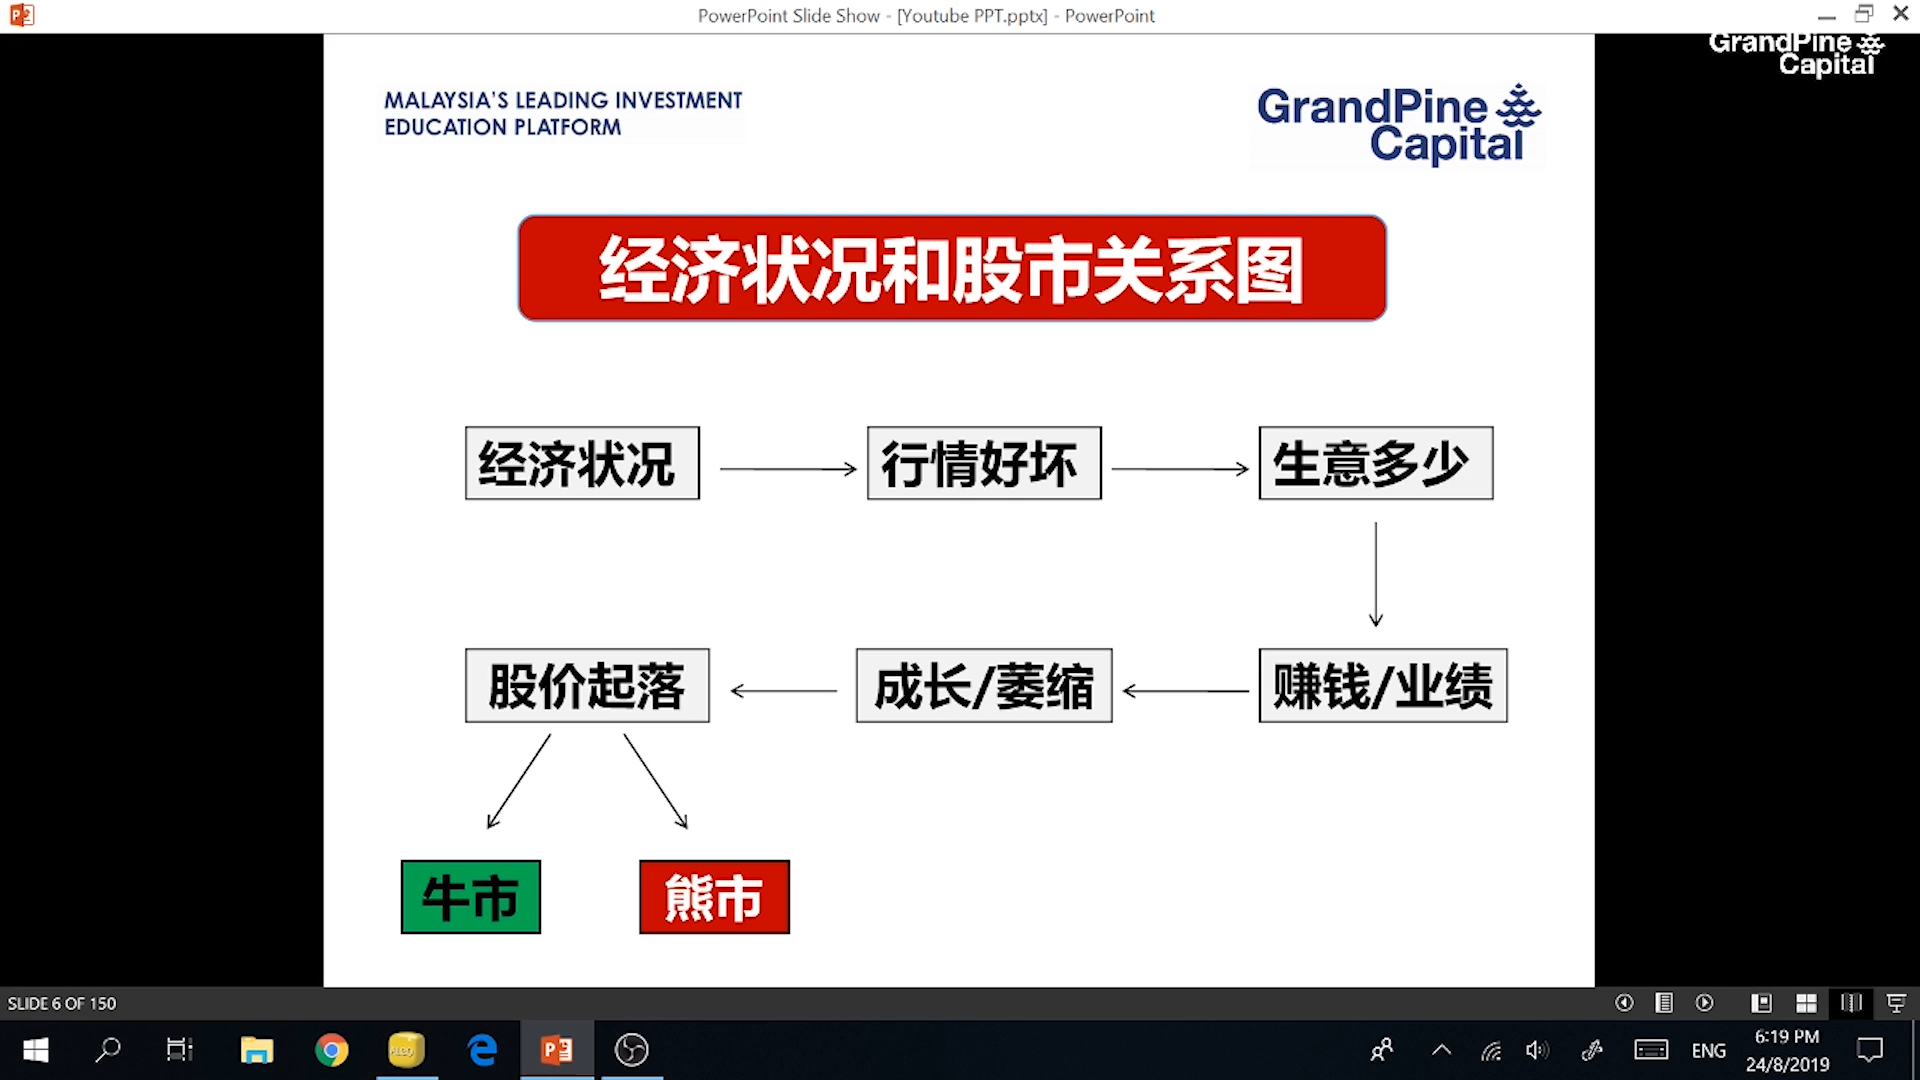 PowerPoint Slide Show - [Youtube PPT.pptx] - PowerPoint
GrandPine
Capital
MALAYSIA'S LEADING INVESTMENT
EDUCATION PLATFORM
GrandPine
Capital
经济状况和股市关系图
经济状况
行情好坏
生意多少
股价起落
成长/萎缩
赚钱/业绩
牛市
熊市
SLIDE 6 OF 150
ALGO
ENG
6:19 PM
24/8/2019